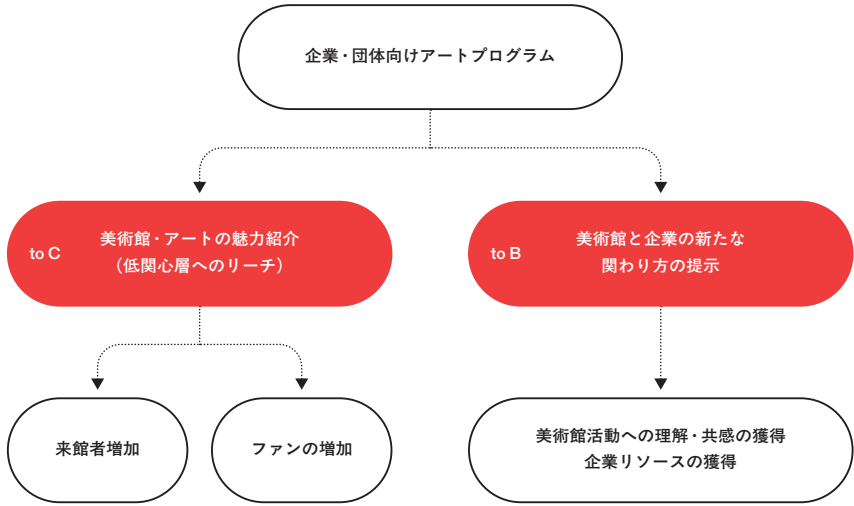 企業・団体向けアートプログラム
to C
美術館・アートの魅力紹介
（低関心層へのリーチ）
to B
美術館と企業の新たな
関わり方の提示
来館者増加
ファンの増加
美術館活動への理解・共感の獲得
企業リソースの獲得